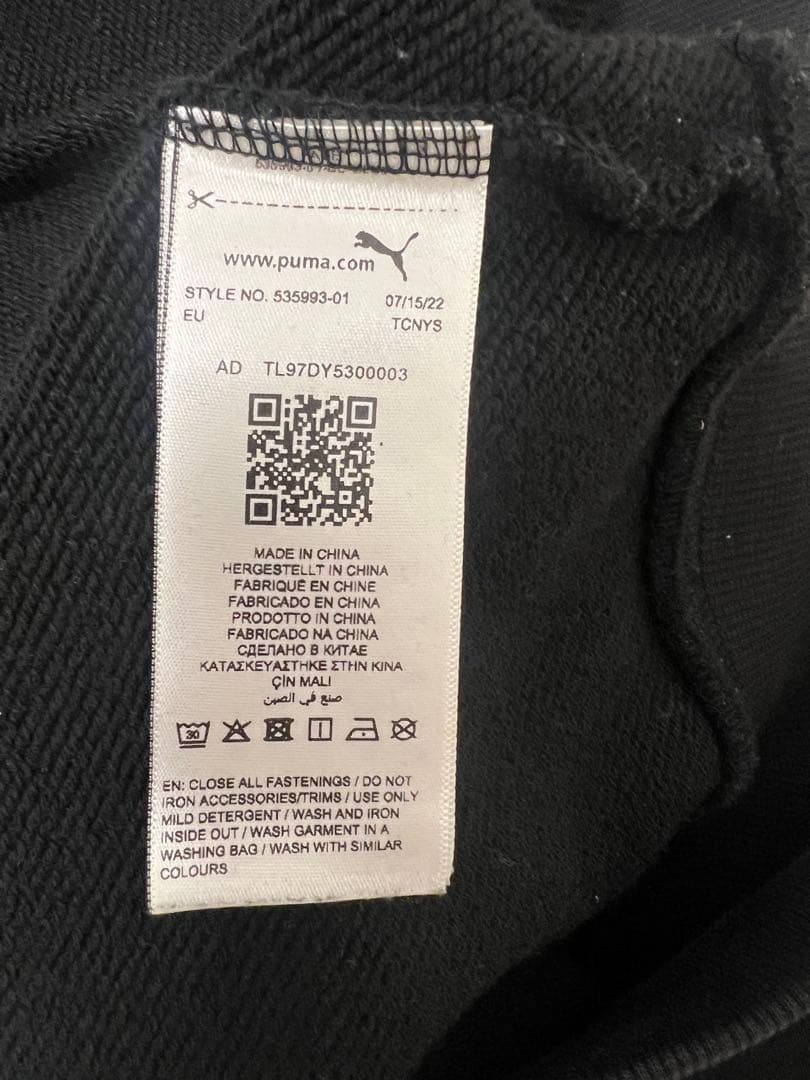 www.puma.com
STYLE NO. 535993-01 07/15/22
EU TCNYS
AD TL97DY5300003
MADE IN CHINA
HERGESTELLT IN CHINA
FABRIQUÉ EN CHINE
FABRICADO EN CHINA
PRODOTTO IN CHINA
FABRICADO NA CHINA
СДЕЛАНО В КИТАЕ
ΚΑΤΑΣΚΕΥΑΣΤΗΚΕ ΣΤΗΝ ΚΙΝΑ
ÇİN MALI
صنع في الصين
30
EN: CLOSE ALL FASTENINGS / DO NOT
IRON ACCESSORIES/TRIMS / USE ONLY
MILD DETERGENT / WASH AND IRON
INSIDE OUT / WASH GARMENT IN A
WASHING BAG / WASH WITH SIMILAR
COLOURS